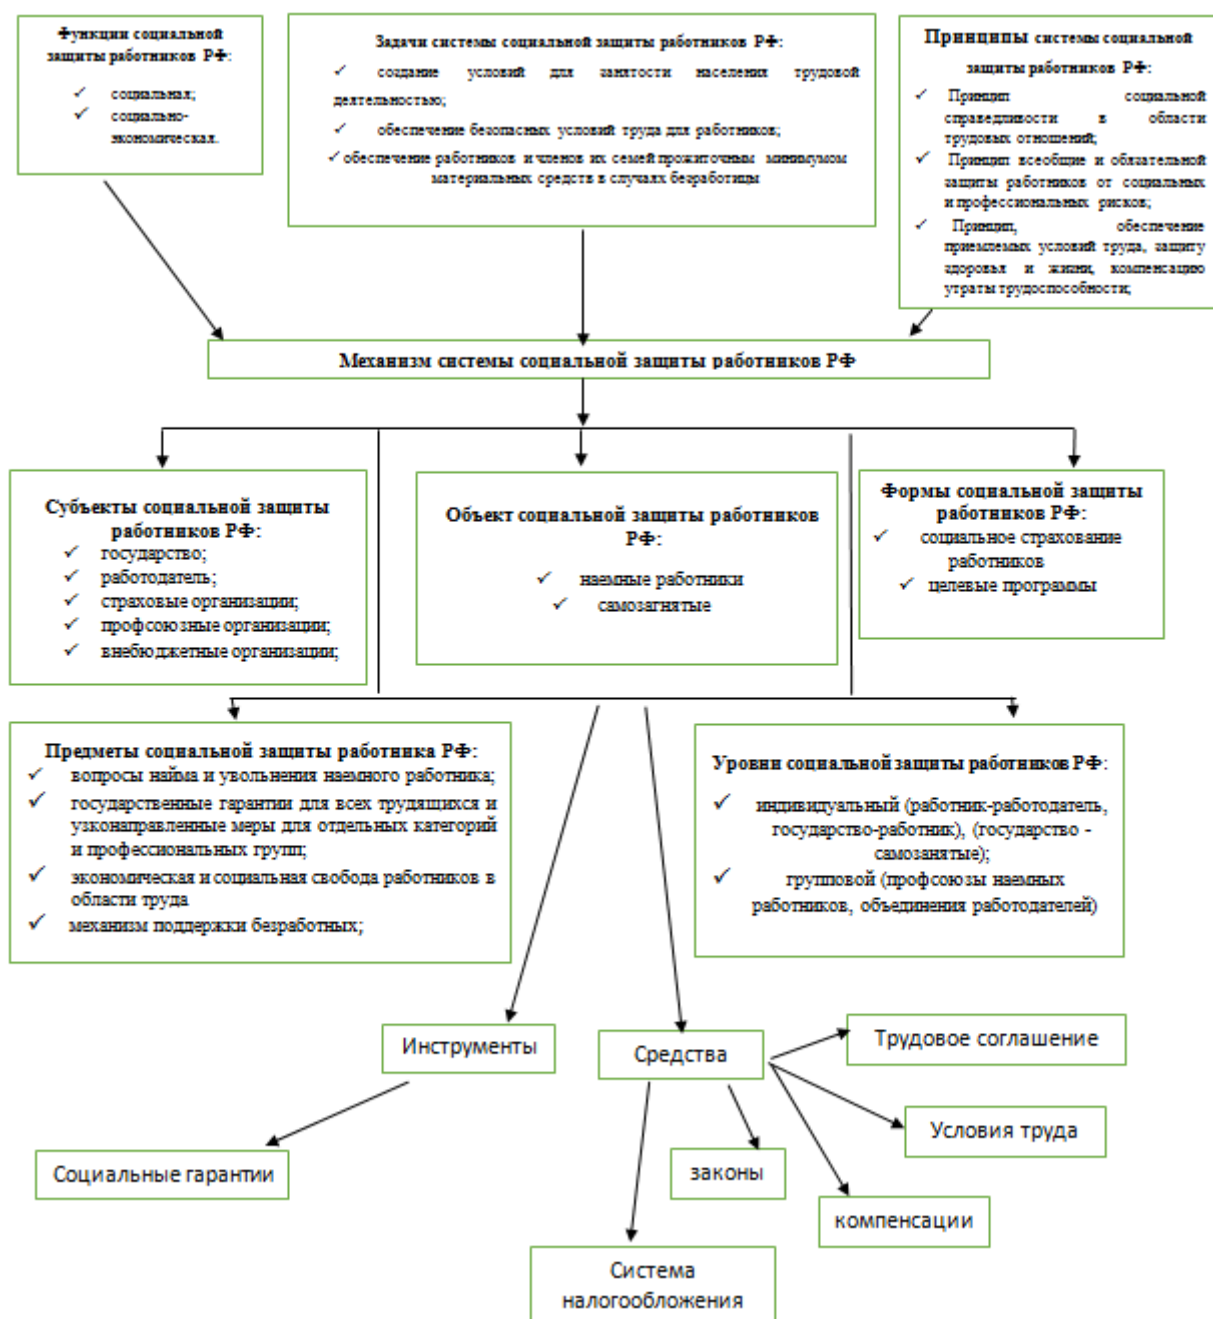 Функции социальной
защиты работников РФ:
✓ социальная;
✓ социально-
экономическая.
Задачи системы социальной защиты работников РФ:
✓ создание условий для занятости населения трудовой
деятельностью;
✓ обеспечение безопасных условий труда для работников;
✓ обеспечение работников и членов их семей прожиточным минимумом
материальных средств в случаях безработицы
Принципы системы социальной
защиты работников РФ:
✓ Принцип социальной
справедливости в области
трудовых отношений;
✓ Принцип всеобщие и обязательной
защиты работников от социальных
и профессиональных рисков;
✓ Принцип, обеспечение
приемлемых условий труда, защиту
здоровья и жизни, компенсацию
утраты трудоспособности;
Механизм системы социальной защиты работников РФ
Субъекты социальной защиты
работников РФ:
✓ государство;
✓ работодатель;
✓ страховые организации;
✓ профсоюзные организации;
✓ внебюджетные организации;
Объект социальной защиты работников
РФ:
✓ наемные работники
✓ самозагнятые
Формы социальной защиты
работников РФ:
✓ социальное страхование
работников
✓ целевые программы
Предметы социальной защиты работника РФ:
✓ вопросы найма и увольнения наемного работника;
✓ государственные гарантии для всех трудящихся и
узконаправленные меры для отдельных категорий
и профессиональных групп;
✓ экономическая и социальная свобода работников в
области труда
✓ механизм поддержки безработных;
Уровни социальной защиты работников РФ:
✓ индивидуальный (работник-работодатель,
государство-работник), (государство -
самозанятые);
✓ групповой (профсоюзы наемных
работников, объединения работодателей)
Инструменты
Средства
Трудовое соглашение
Условия труда
Социальные гарантии
законы
компенсации
Система
налогообложения